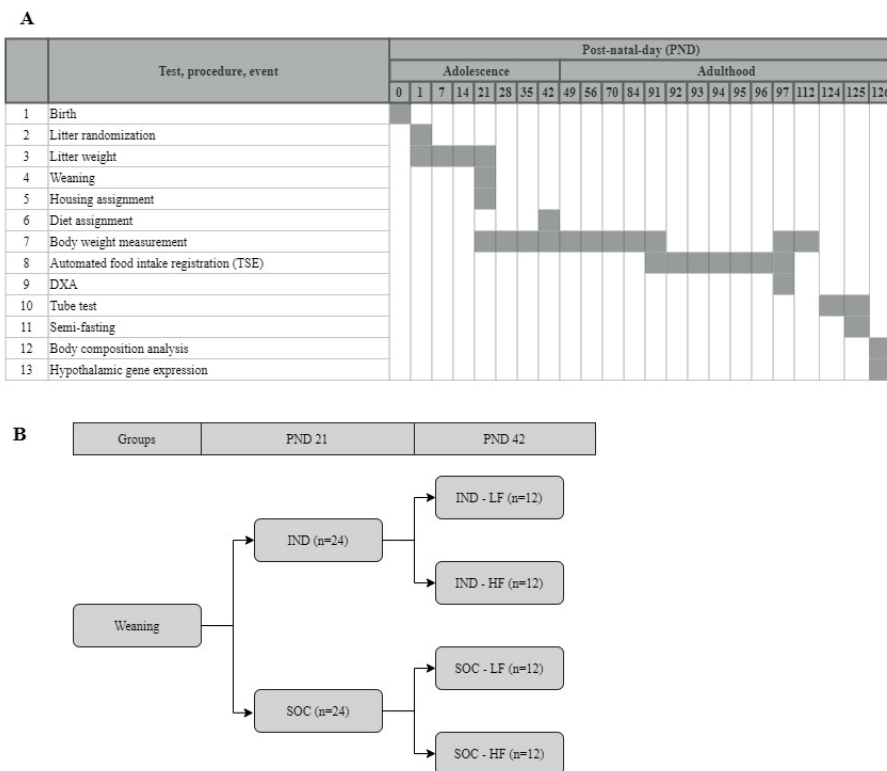 A
Post-natal-day (PND)
Test, procedure, event
Adolescence Adulthood
0 1 7 14 21 28 35 42 49 56 70 84 91 92 93 94 95 96 97 112 124 125 126
1 Birth
2 Litter randomization
3 Litter weight
4 Weaning
5 Housing assignment
6 Diet assignment
7 Body weight measurement
8 Automated food intake registration (TSE)
9 DXA
10 Tube test
11 Semi-fasting
12 Body composition analysis
13 Hypothalamic gene expression
B
Groups PND 21 PND 42
IND - LF (n=12)
IND (n=24)
IND - HF (n=12)
Weaning
SOC - LF (n=12)
SOC (n=24)
SOC - HF (n=12)